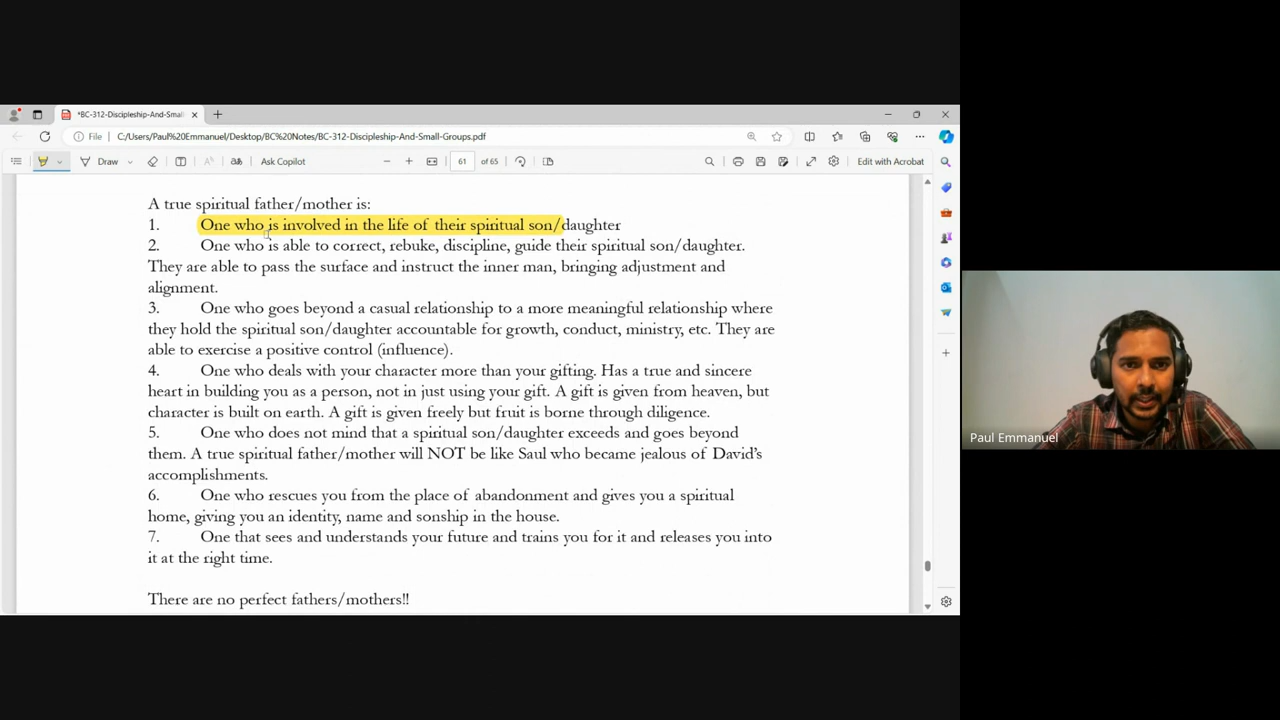 *BC-312-Discipleship-And-Small-
File
C:/Users/Paul%20Emmanuel/Desktop/BC%20Notes/BC-312-Discipleship-And-Small-Groups.pdf
Draw
Ask Copilot
61
of 65
Edit with Acrobat
A true spiritual father/mother is:
1. One who is involved in the life of their spiritual son/daughter
2. One who is able to correct, rebuke, discipline, guide their spiritual son/daughter.
They are able to pass the surface and instruct the inner man, bringing adjustment and
alignment.
3. One who goes beyond a casual relationship to a more meaningful relationship where
they hold the spiritual son/daughter accountable for growth, conduct, ministry, etc. They are
able to exercise a positive control (influence).
4. One who deals with your character more than your gifting. Has a true and sincere
heart in building you as a person, not in just using your gift. A gift is given from heaven, but
character is built on earth. A gift is given freely but fruit is borne through diligence.
5. One who does not mind that a spiritual son/daughter exceeds and goes beyond
them. A true spiritual father/mother will NOT be like Saul who became jealous of David's
accomplishments.
6. One who rescues you from the place of abandonment and gives you a spiritual
home, giving you an identity, name and sonship in the house.
7. One that sees and understands your future and trains you for it and releases you into
it at the right time.
There are no perfect fathers/mothers!!
Paul Emmanuel